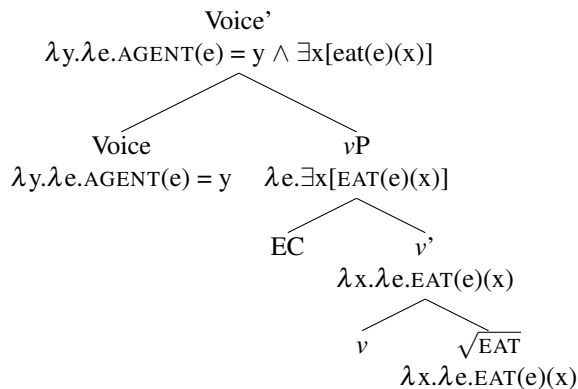 Voice’
λy.λe.AGENT(e) = y ∧ ∃x[eat(e)(x)]
Voice vP
λy.λe.AGENT(e) = y λe.∃x[EAT(e)(x)]
EC v’
λx.λe.EAT(e)(x)
v √EAT
λx.λe.EAT(e)(x)